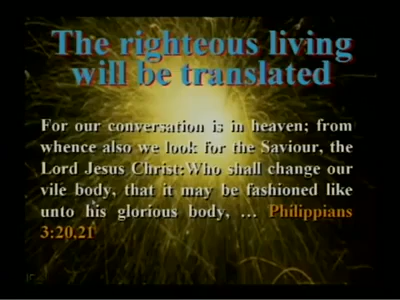 The righteous living
will be translated
For our conversation is in heaven; from
whence also we look for the Saviour, the
Lord Jesus Christ:Who shall change our
vile body, that it may be fashioned like
unto his glorious body, ... Philippians
3:20,21